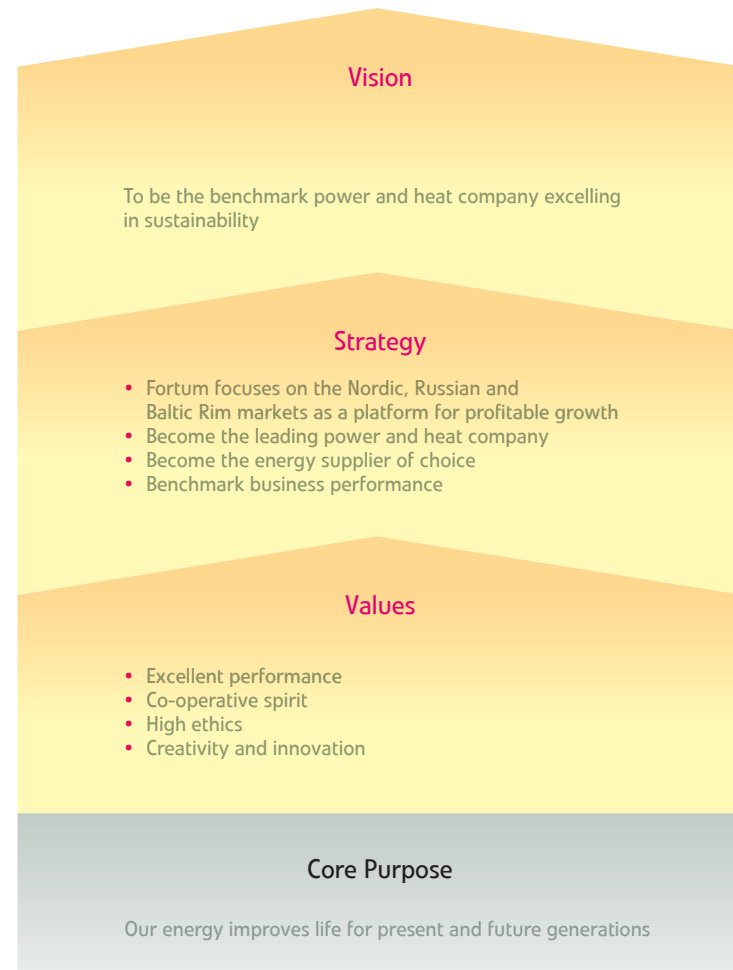 Vision
To be the benchmark power and heat company excelling
in sustainability
Strategy
• Fortum focuses on the Nordic, Russian and
Baltic Rim markets as a platform for profitable growth
• Become the leading power and heat company
• Become the energy supplier of choice
• Benchmark business performance
Values
• Excellent performance
• Co-operative spirit
• High ethics
• Creativity and innovation
Core Purpose
Our energy improves life for present and future generations